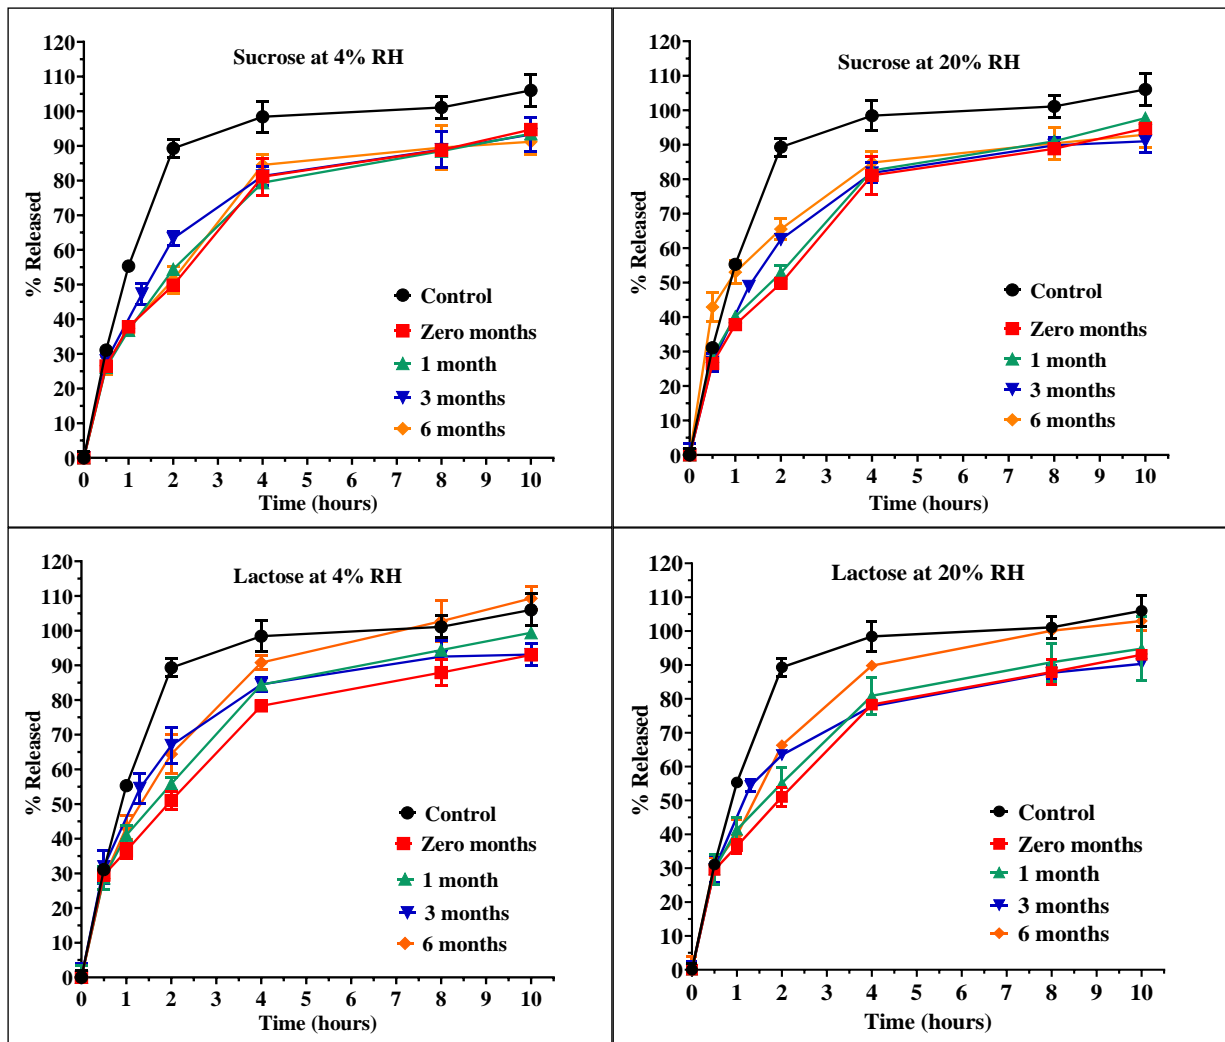 Sucrose at 4% RH
% Released
120
110
100
90
80
70
60
50
40
30
20
10
0
Control
Zero months
1 month
3 months
6 months
0 1 2 3 4 5 6 7 8 9 10
Time (hours)
Sucrose at 20% RH
% Released
120
110
100
90
80
70
60
50
40
30
20
10
0
Control
Zero months
1 month
3 months
6 months
0 1 2 3 4 5 6 7 8 9 10
Time (hours)
Lactose at 4% RH
% Released
120
110
100
90
80
70
60
50
40
30
20
10
0
Control
Zero months
1 month
3 months
6 months
0 1 2 3 4 5 6 7 8 9 10
Time (hours)
Lactose at 20% RH
% Released
120
110
100
90
80
70
60
50
40
30
20
10
0
Control
Zero months
1 month
3 months
6 months
0 1 2 3 4 5 6 7 8 9 10
Time (hours)